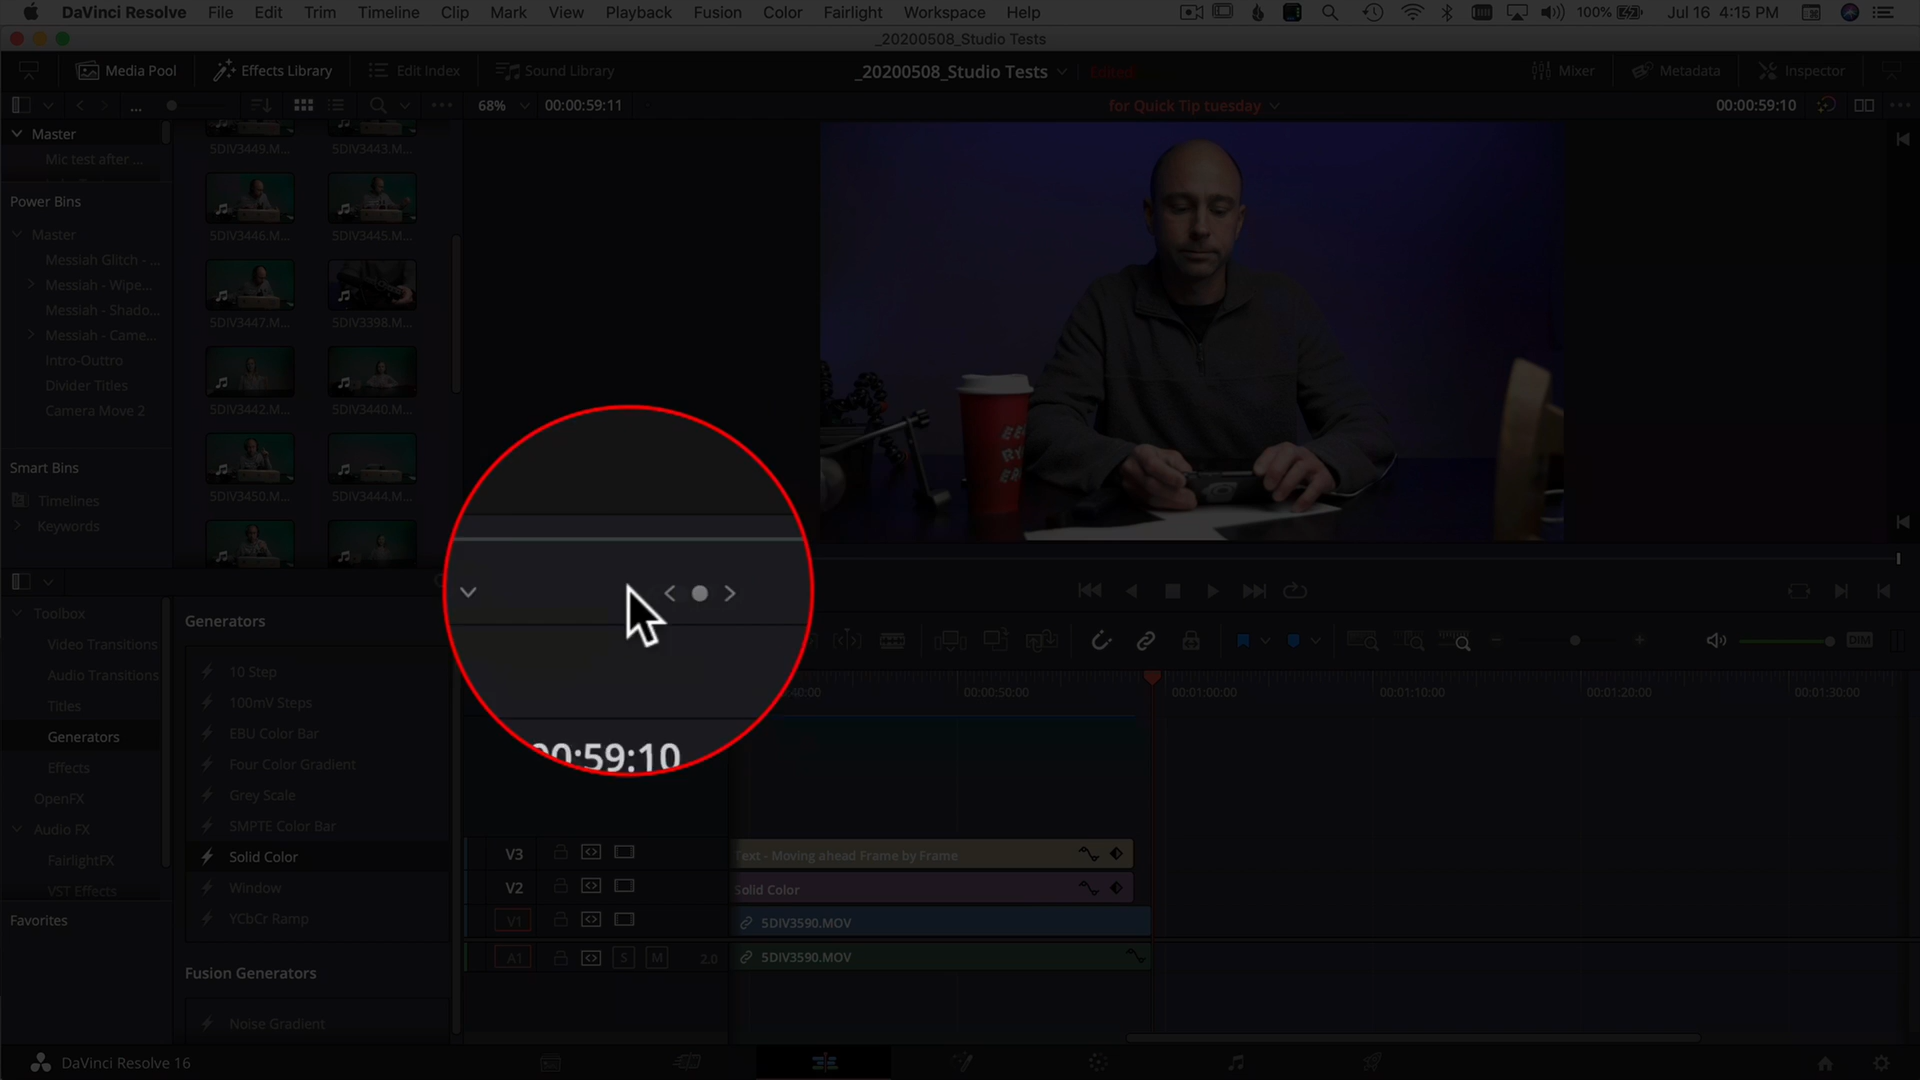 DaVinci Resolve File Edit Trim Timeline Clip Mark View Playback Fusion Color Fairlight Workspace Help 100% Jul 16 4:15 PM
_20200508_Studio Tests
Media Pool Effects Library Edit Index Sound Library _20200508_Studio Tests Edited Mixer Metadata Inspector
... 68% 00:00:59:11 for Quick Tip tuesday 00:00:59:10
Master
Mic test after ...
Power Bins
Master
Messiah Glitch - ...
Messiah - Wipe...
Messiah - Shado...
Messiah - Came...
Intro-Outtro
Divider Titles
Camera Move 2
Smart Bins
Timelines
Keywords
5DIV3449.M... 5DIV3443.M...
5DIV3446.M... 5DIV3445.M...
5DIV3447.M... 5DIV3398.M...
5DIV3442.M... 5DIV3440.M...
5DIV3450.M... 5DIV3444.M...
Toolbox
Video Transitions
Audio Transitions
Titles
Generators
Effects
OpenFX
Audio FX
FairlightFX
VST Effects
Favorites
Generators
10 Step
100mV Steps
EBU Color Bar
Four Color Gradient
Grey Scale
SMPTE Color Bar
Solid Color
Window
YCbCr Ramp
Fusion Generators
Noise Gradient
00:59:10
DIM
40:00 00:00:50:00 00:01:00:00 00:01:10:00 00:01:20:00 00:01:30:00
V3 Text - Moving ahead Frame by Frame
V2 Solid Color
V1 5DIV3590.MOV
A1 S M 2.0 5DIV3590.MOV
DaVinci Resolve 16